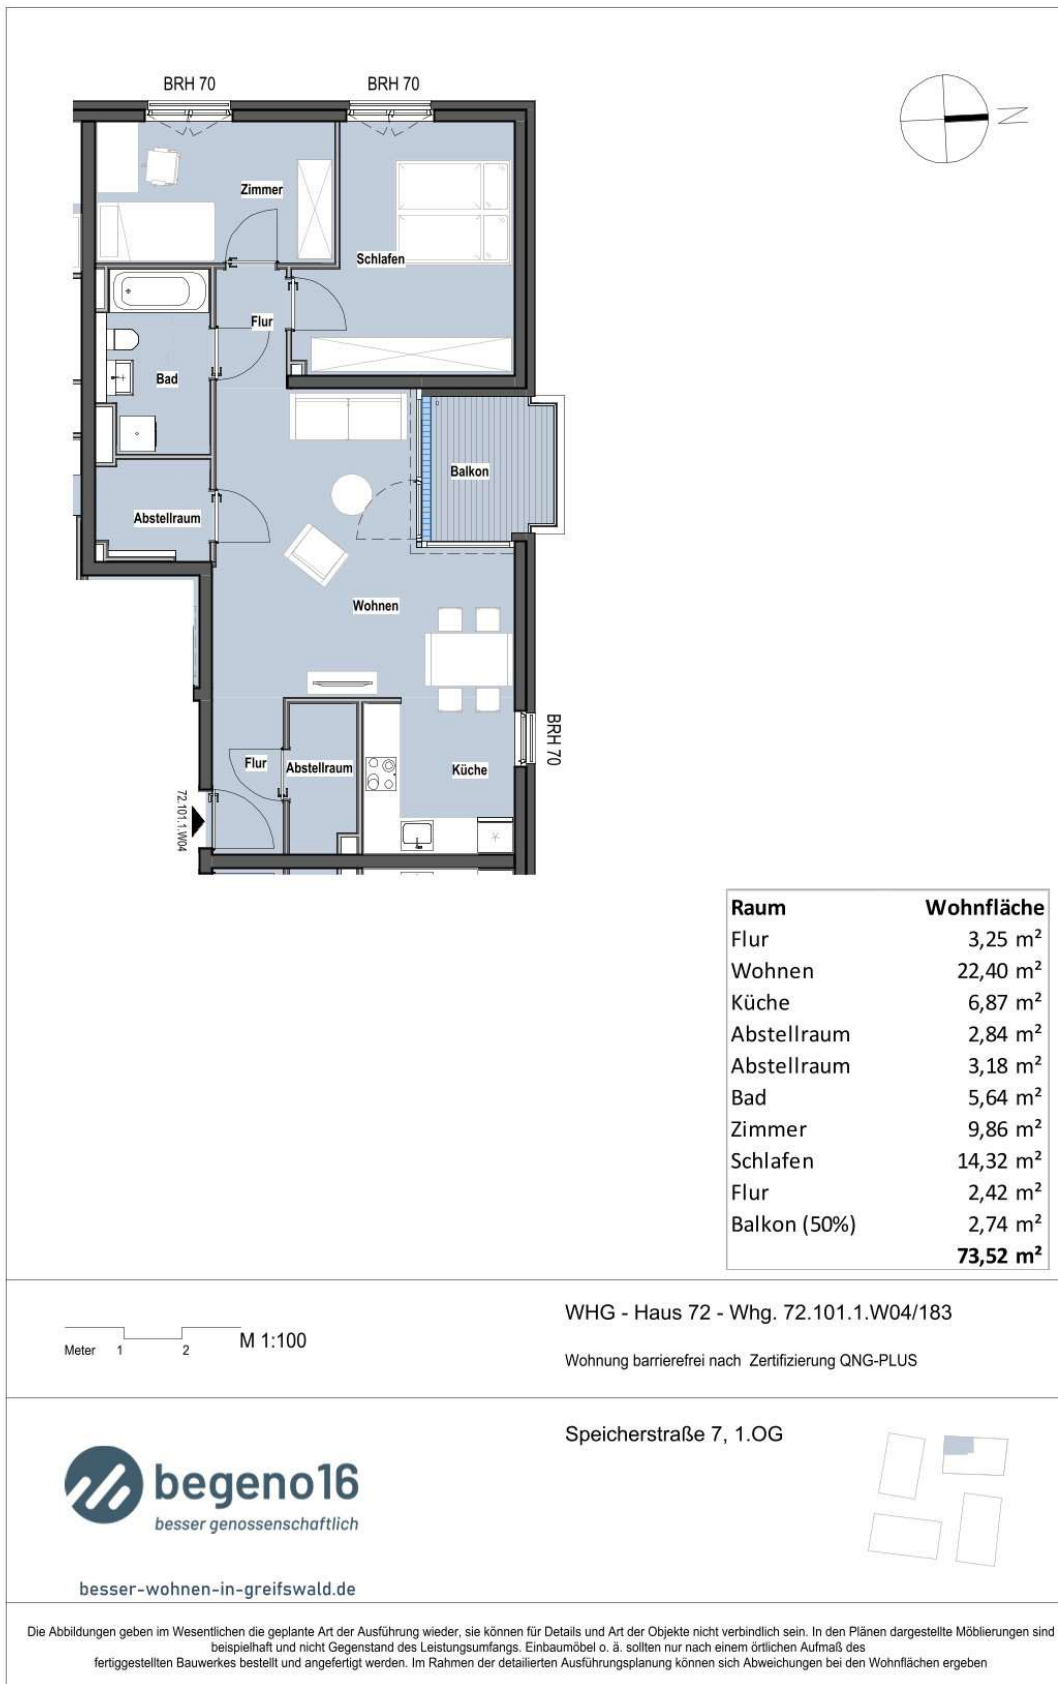 BRH 70 BRH 70
N
Zimmer
Schlafen
Flur
Bad
Balkon
Abstellraum
Wohnen
BRH 70
Flur Abstellraum Küche
72.101.1.W04
Raum Wohnfläche
Flur 3,25 m²
Wohnen 22,40 m²
Küche 6,87 m²
Abstellraum 2,84 m²
Abstellraum 3,18 m²
Bad 5,64 m²
Zimmer 9,86 m²
Schlafen 14,32 m²
Flur 2,42 m²
Balkon (50%) 2,74 m²
73,52 m²
Meter 1 2 M 1:100
WHG - Haus 72 - Whg. 72.101.1.W04/183
Wohnung barrierefrei nach Zertifizierung QNG-PLUS
Speicherstraße 7, 1.OG
begeno16
besser genossenschaftlich
besser-wohnen-in-greifswald.de
Die Abbildungen geben im Wesentlichen die geplante Art der Ausführung wieder, sie können für Details und Art der Objekte nicht verbindlich sein. In den Plänen dargestellte Möblierungen sind
beispielhaft und nicht Gegenstand des Leistungsumfangs. Einbaumöbel o. ä. sollten nur nach einem örtlichen Aufmaß des
fertiggestellten Bauwerkes bestellt und angefertigt werden. Im Rahmen der detailierten Ausführungsplanung können sich Abweichungen bei den Wohnflächen ergeben